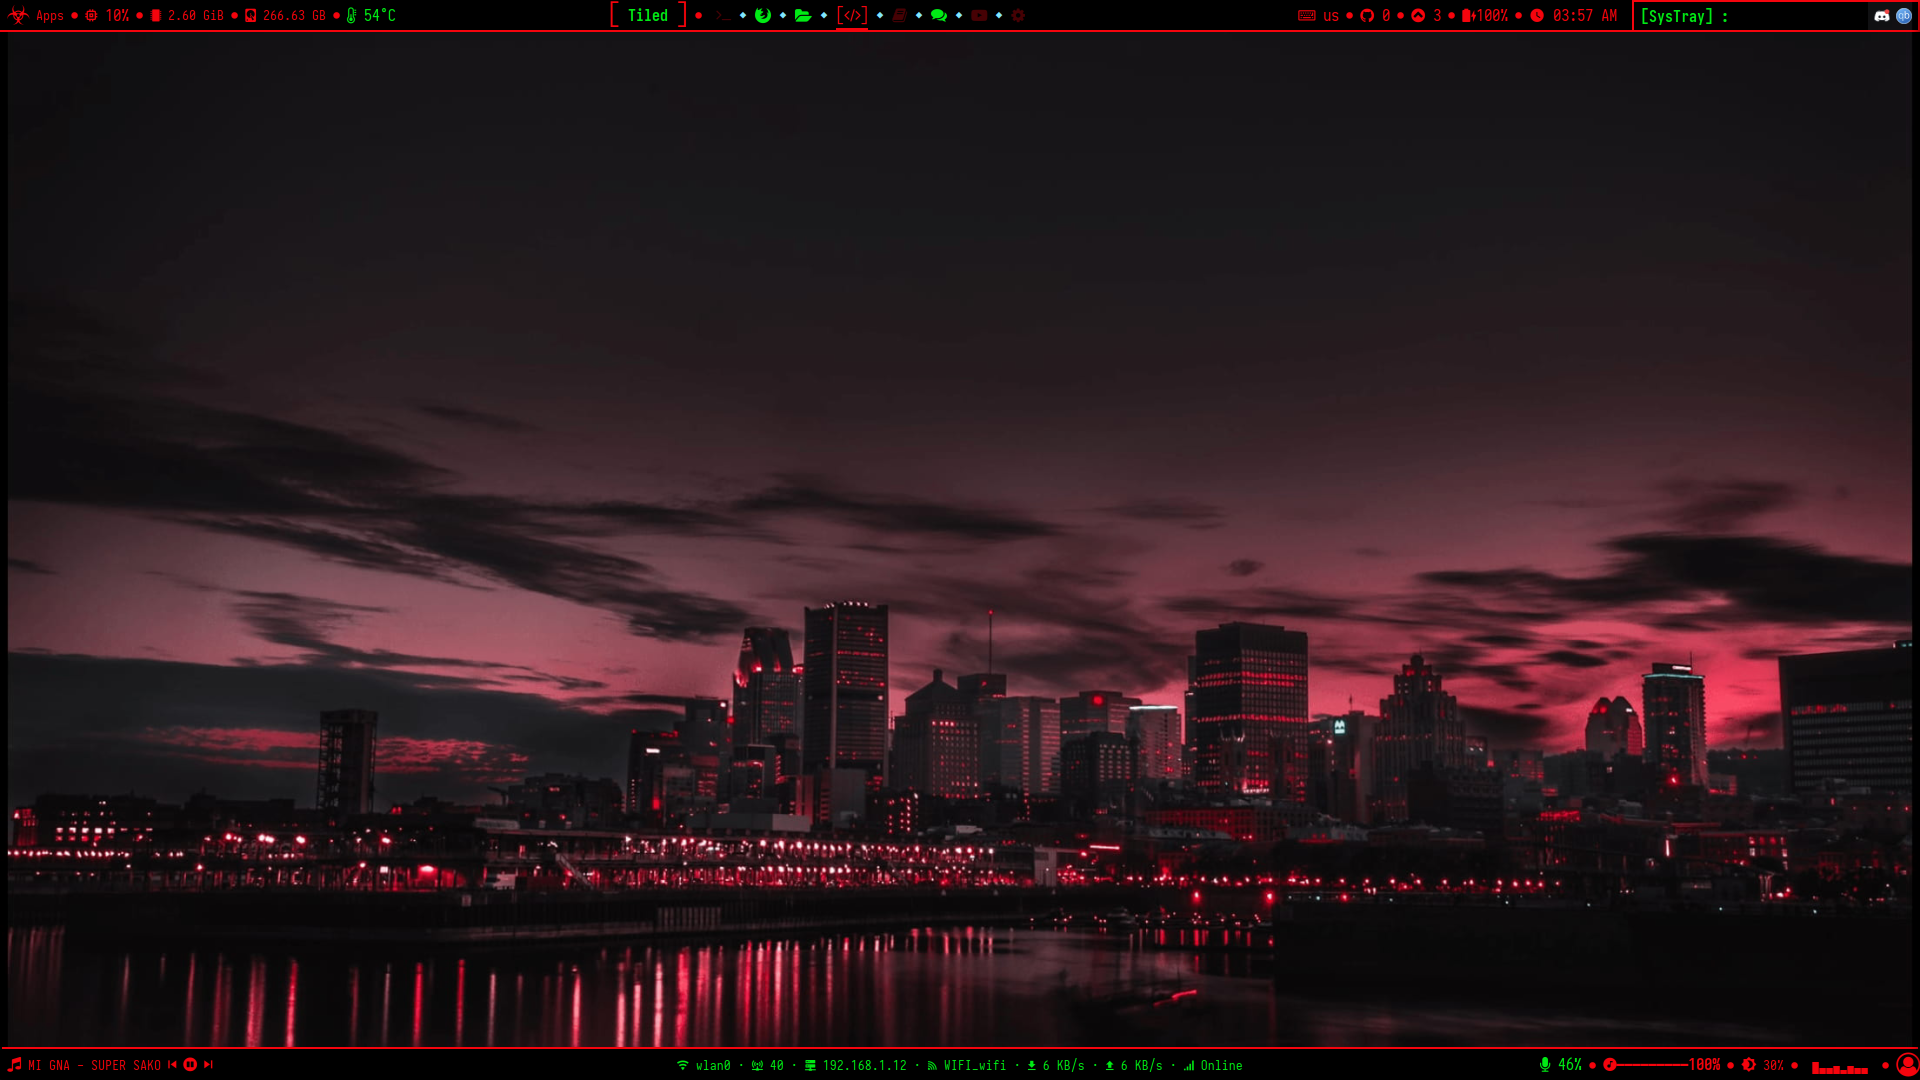 Apps 10% 2.60 GiB 266.63 GB 54°C [ Tiled ] >_ </> us 0 3 100% 03:57 AM [SysTray] : qb
MI GNA - SUPER SAKO wlan0 · 40 · 192.168.1.12 · WIFI_wifi · 6 KB/s · 6 KB/s · Online 46% 100% 30%